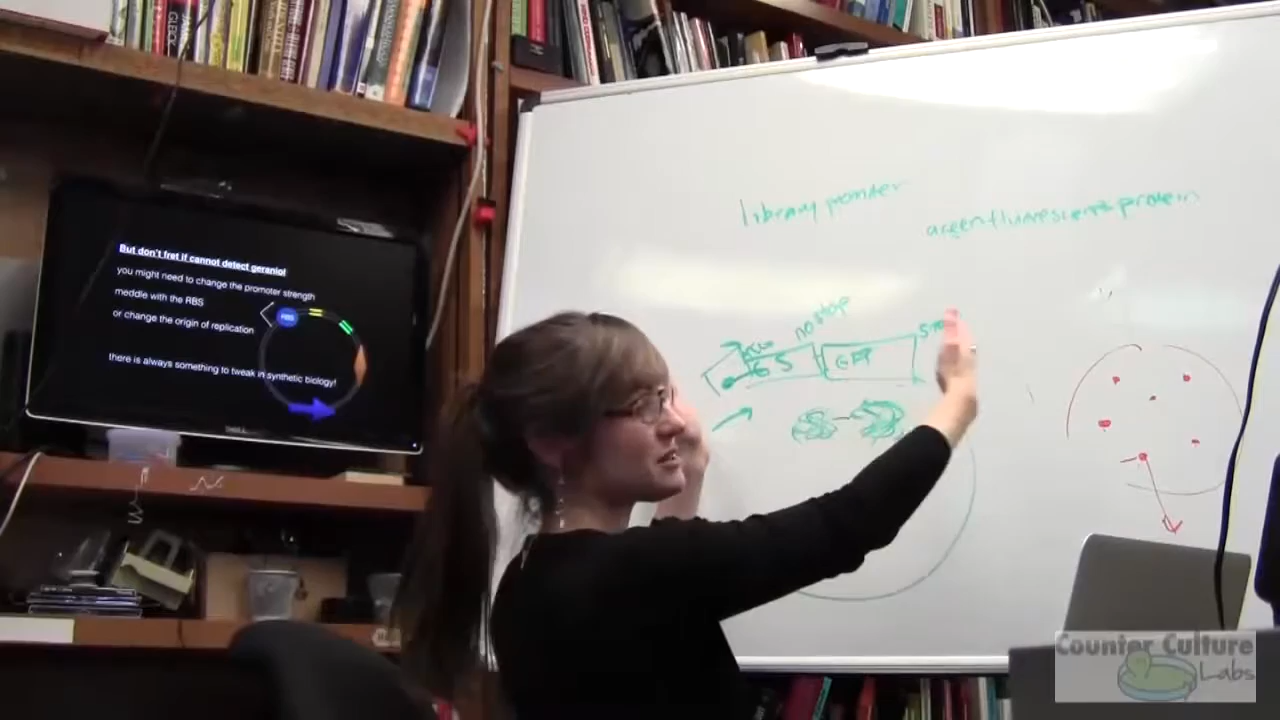 GLECK
But don't fret if cannot detect geraniol
you might need to change the promoter strength
meddle with the RBS
or change the origin of replication
there is always something to tweak in synthetic biology!
RBS
DELL
library promoter
green fluorescent protein
no stop
GS
GFP
Counter Culture
Labs